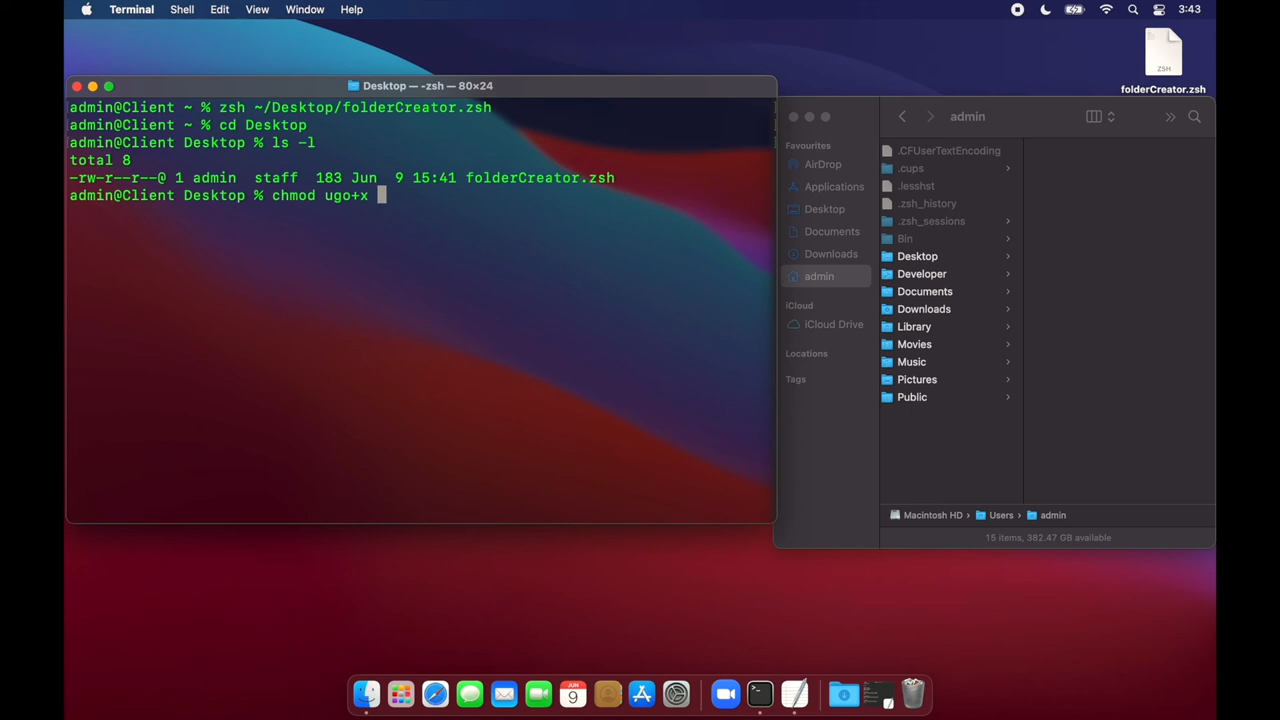 Terminal Shell Edit View Window Help 3:43
ZSH
folderCreator.zsh
Desktop — -zsh — 80×24
admin@Client ~ % zsh ~/Desktop/folderCreator.zsh
admin@Client ~ % cd Desktop
admin@Client Desktop % ls -l
total 8
-rw-r--r--@ 1 admin  staff  183 Jun  9 15:41 folderCreator.zsh
admin@Client Desktop % chmod ugo+x
admin
Favourites
AirDrop
Applications
Desktop
Documents
Downloads
admin
iCloud
iCloud Drive
Locations
Tags
.CFUserTextEncoding
.cups
.lesshst
.zsh_history
.zsh_sessions
Bin
Desktop
Developer
Documents
Downloads
Library
Movies
Music
Pictures
Public
Macintosh HD › Users › admin
15 items, 382.47 GB available
JUN
9